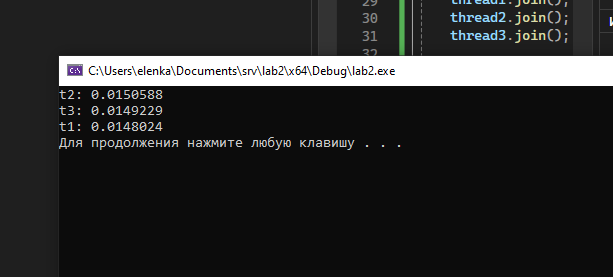 29
thread1.join();
30 thread2.join();
31 thread3.join();
32
C:\Users\elenka\Documents\srv\lab2\x64\Debug\lab2.exe
t2: 0.0150588
t3: 0.0149229
t1: 0.0148024
Для продолжения нажмите любую клавишу . . .